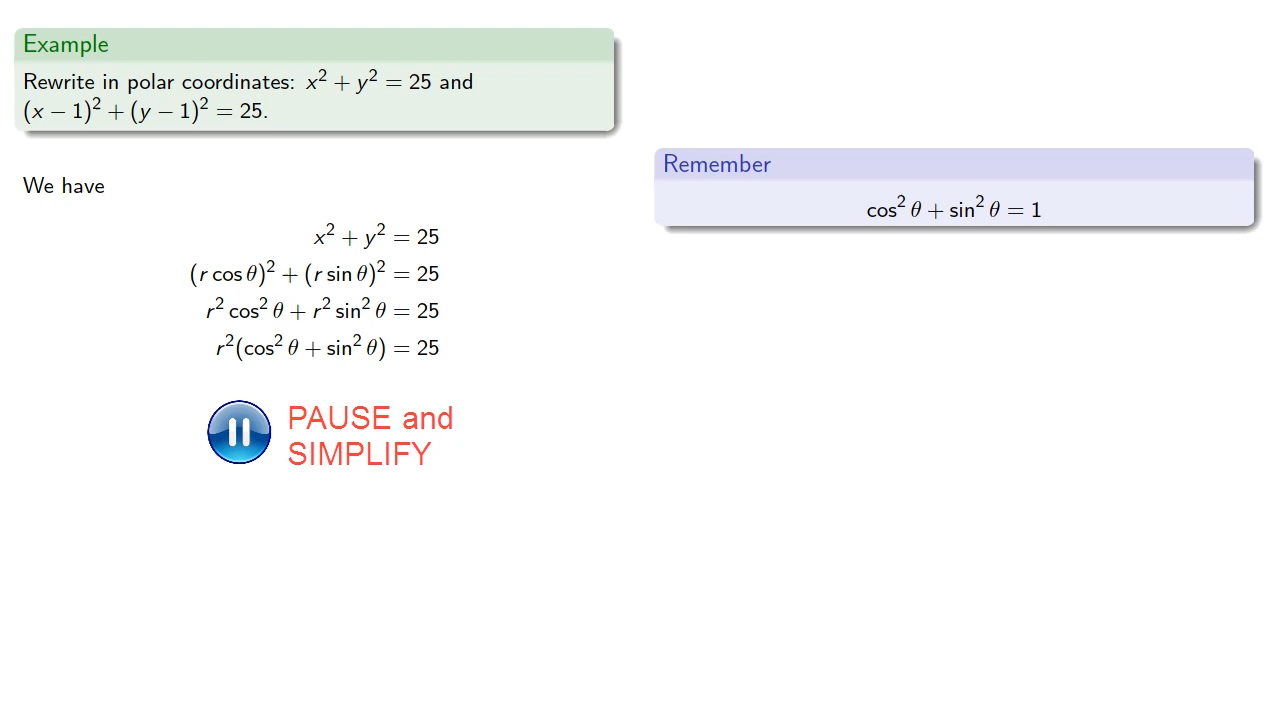 Example
Rewrite in polar coordinates: x² + y² = 25 and
(x − 1)² + (y − 1)² = 25.
We have
x² + y² = 25
(r cos θ)² + (r sin θ)² = 25
r² cos² θ + r² sin² θ = 25
r²(cos² θ + sin² θ) = 25
PAUSE and
SIMPLIFY
Remember
cos² θ + sin² θ = 1